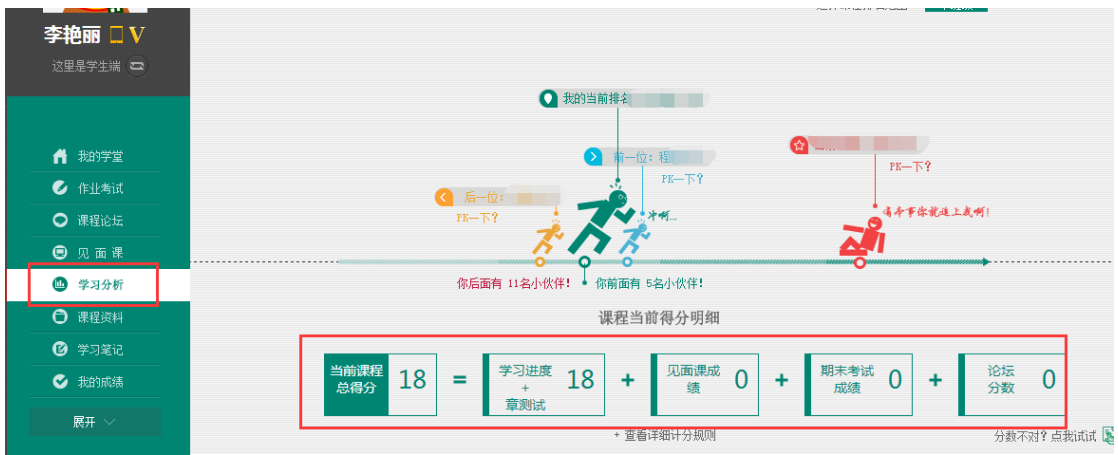 李艳丽 V
这里是学生端
我的学堂
作业考试
课程论坛
见面课
学习分析
课程资料
学习笔记
我的成绩
展开
我的当前排名
前一位：程
PK一下？
PK一下？
后一位：
PK一下？
冲啊...
有本事你就追上我啊！
你后面有 11名小伙伴！
你前面有 5名小伙伴！
课程当前得分明细
当前课程
总得分
18
=
学习进度
+
章测试
18
+
见面课成
绩
0
+
期末考试
成绩
0
+
论坛
分数
0
+ 查看详细计分规则
分数不对？点我试试